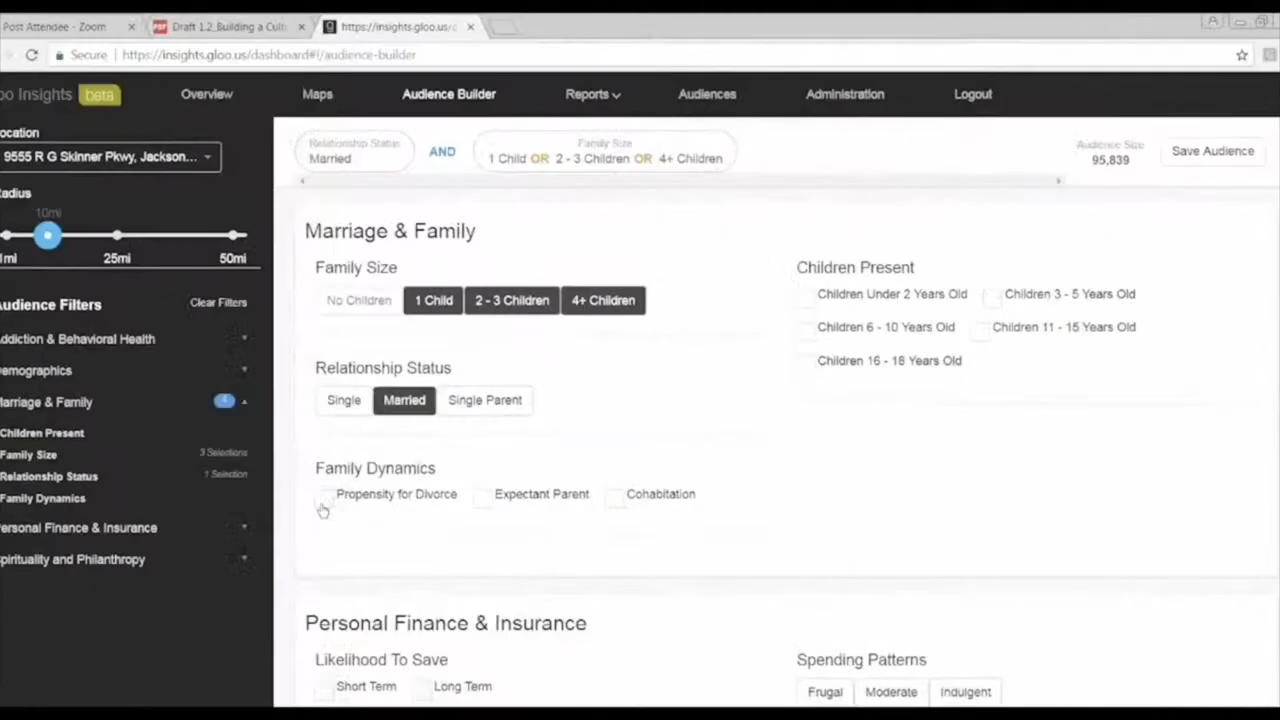 Post Attendee - Zoom
Draft 1.2_Building a Cult
https://insights.gloo.us/
Secure
https://insights.gloo.us/dashboard#!/audience-builder
oo Insights beta
Overview
Maps
Audience Builder
Reports
Audiences
Administration
Logout
ocation
9555 R G Skinner Pkwy, Jackson...
adius
10mi
1mi
25mi
50mi
Audience Filters
Clear Filters
Addiction & Behavioral Health
emographics
Marriage & Family
Children Present
Family Size
3 Selections
Relationship Status
1 Selection
Family Dynamics
ersonal Finance & Insurance
pirituality and Philanthropy
Relationship Status
Married
AND
Family Size
1 Child OR 2 - 3 Children OR 4+ Children
Audience Size
95,839
Save Audience
Marriage & Family
Family Size
No Children
1 Child
2 - 3 Children
4+ Children
Children Present
Children Under 2 Years Old
Children 3 - 5 Years Old
Children 6 - 10 Years Old
Children 11 - 15 Years Old
Children 16 - 18 Years Old
Relationship Status
Single
Married
Single Parent
Family Dynamics
Propensity for Divorce
Expectant Parent
Cohabitation
Personal Finance & Insurance
Likelihood To Save
Short Term
Long Term
Spending Patterns
Frugal
Moderate
Indulgent